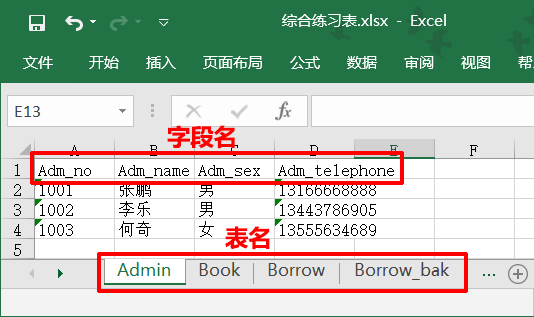 综合练习表.xlsx - Excel
文件 开始 插入 页面布局 公式 数据 审阅 视图
E13 fx
字段名
A B C D E F
1 Adm_no Adm_name Adm_sex Adm_telephone
2 1001 张鹏 男 13166668888
3 1002 李乐 男 13443786905
4 1003 何奇 女 13555634689
5
表名
Admin Book Borrow Borrow_bak ...